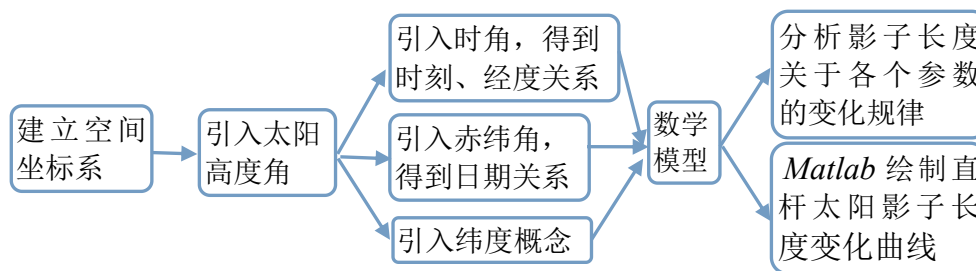 建立空间
坐标系
引入太阳
高度角
引入时角，得到
时刻、经度关系
引入赤纬角，
得到日期关系
引入纬度概念
数学
模型
分析影子长度
关于各个参数
的变化规律
Matlab 绘制直
杆太阳影子长
度变化曲线